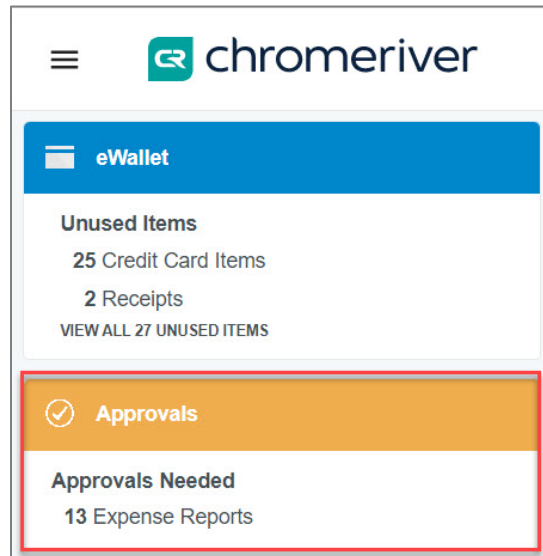 CR chromeriver
eWallet
Unused Items
25 Credit Card Items
2 Receipts
VIEW ALL 27 UNUSED ITEMS
Approvals
Approvals Needed
13 Expense Reports